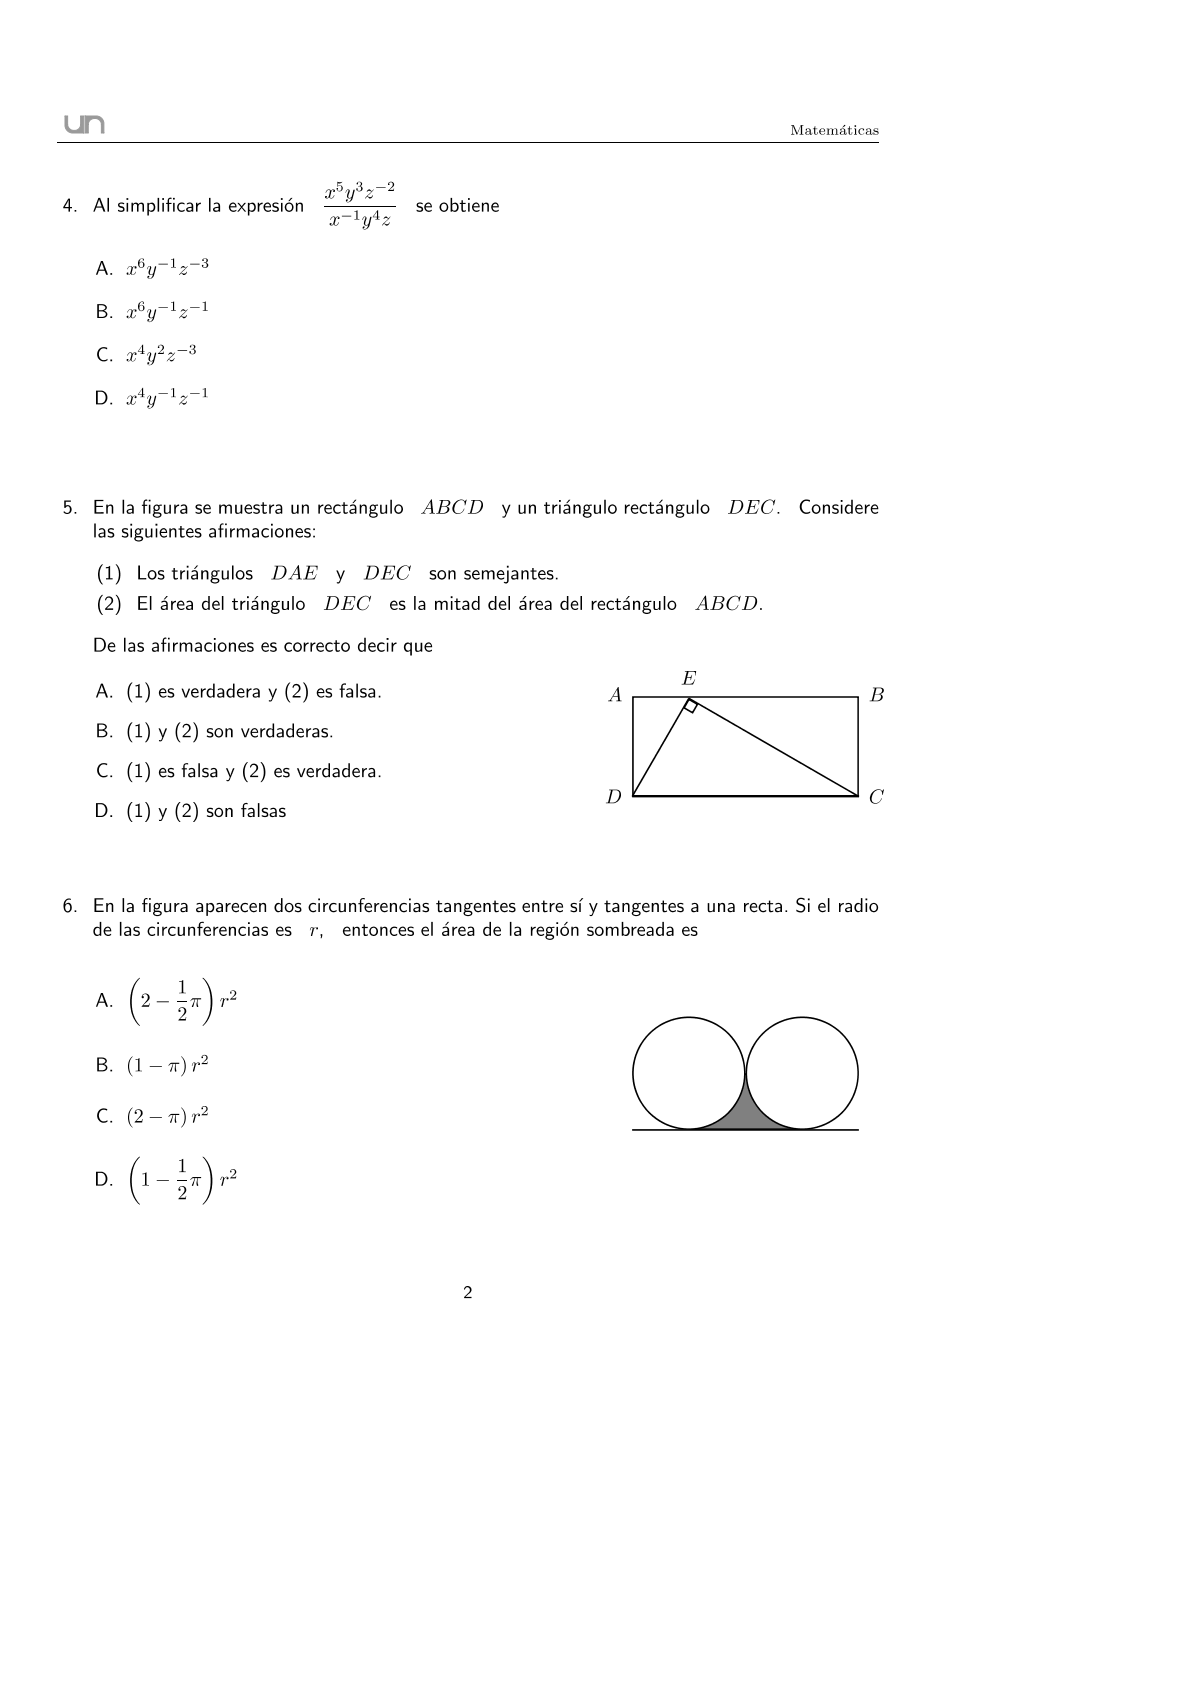 un
Matemáticas
4. Al simplificar la expresión $\frac{x^5y^3z^{-2}}{x^{-1}y^4z}$ se obtiene
A. $x^6y^{-1}z^{-3}$
B. $x^6y^{-1}z^{-1}$
C. $x^4y^2z^{-3}$
D. $x^4y^{-1}z^{-1}$
5. En la figura se muestra un rectángulo ABCD y un triángulo rectángulo DEC. Considere
las siguientes afirmaciones:
(1) Los triángulos DAE y DEC son semejantes.
(2) El área del triángulo DEC es la mitad del área del rectángulo ABCD.
De las afirmaciones es correcto decir que
A. (1) es verdadera y (2) es falsa.
B. (1) y (2) son verdaderas.
C. (1) es falsa y (2) es verdadera.
D. (1) y (2) son falsas
E
A B
D C
6. En la figura aparecen dos circunferencias tangentes entre sí y tangentes a una recta. Si el radio
de las circunferencias es r, entonces el área de la región sombreada es
A. $\left(2-\frac{1}{2}\pi\right)r^2$
B. $(1-\pi)r^2$
C. $(2-\pi)r^2$
D. $\left(1-\frac{1}{2}\pi\right)r^2$
2